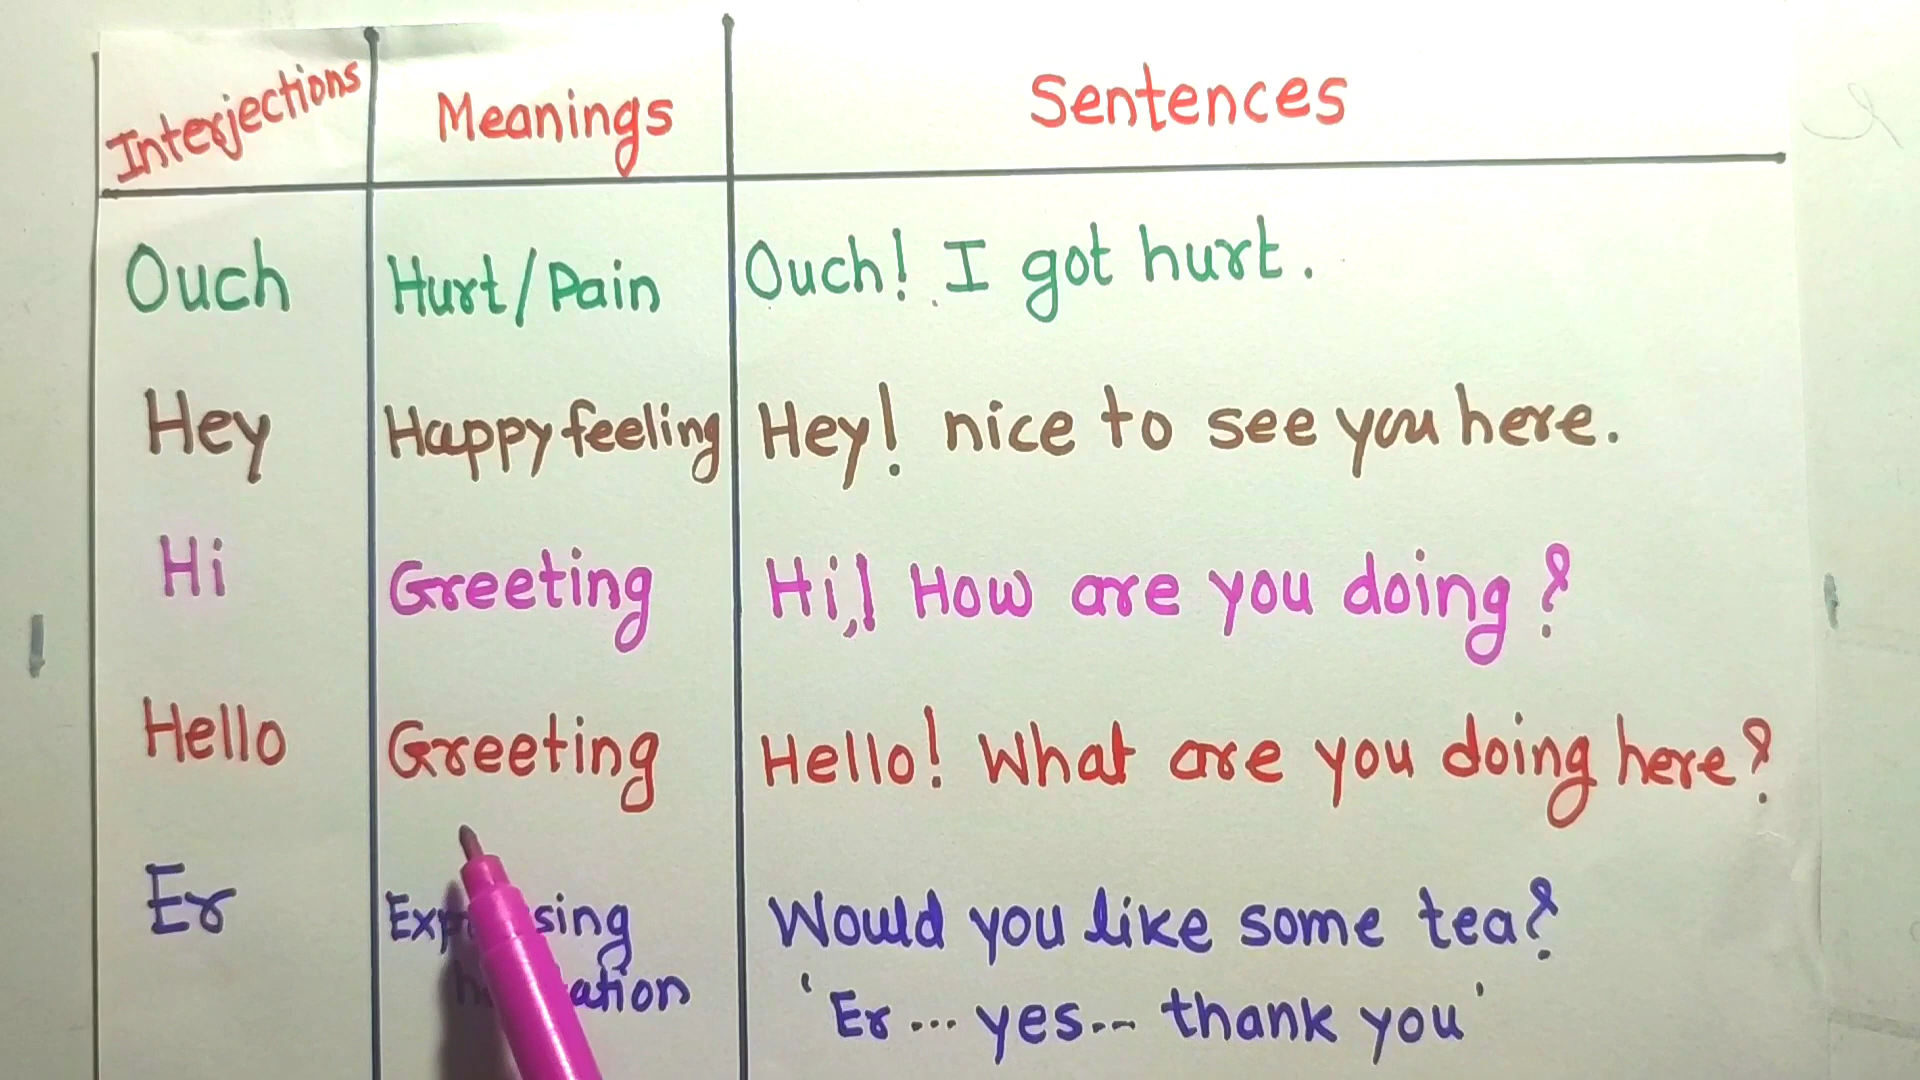 Interjections Meanings Sentences
Ouch Hurt/Pain Ouch! I got hurt.
Hey Happy feeling Hey! nice to see you here.
Hi Greeting Hi,! How are you doing?
Hello Greeting Hello! What are you doing here?
Er Would you like some tea?
'Er... yes... thank you'